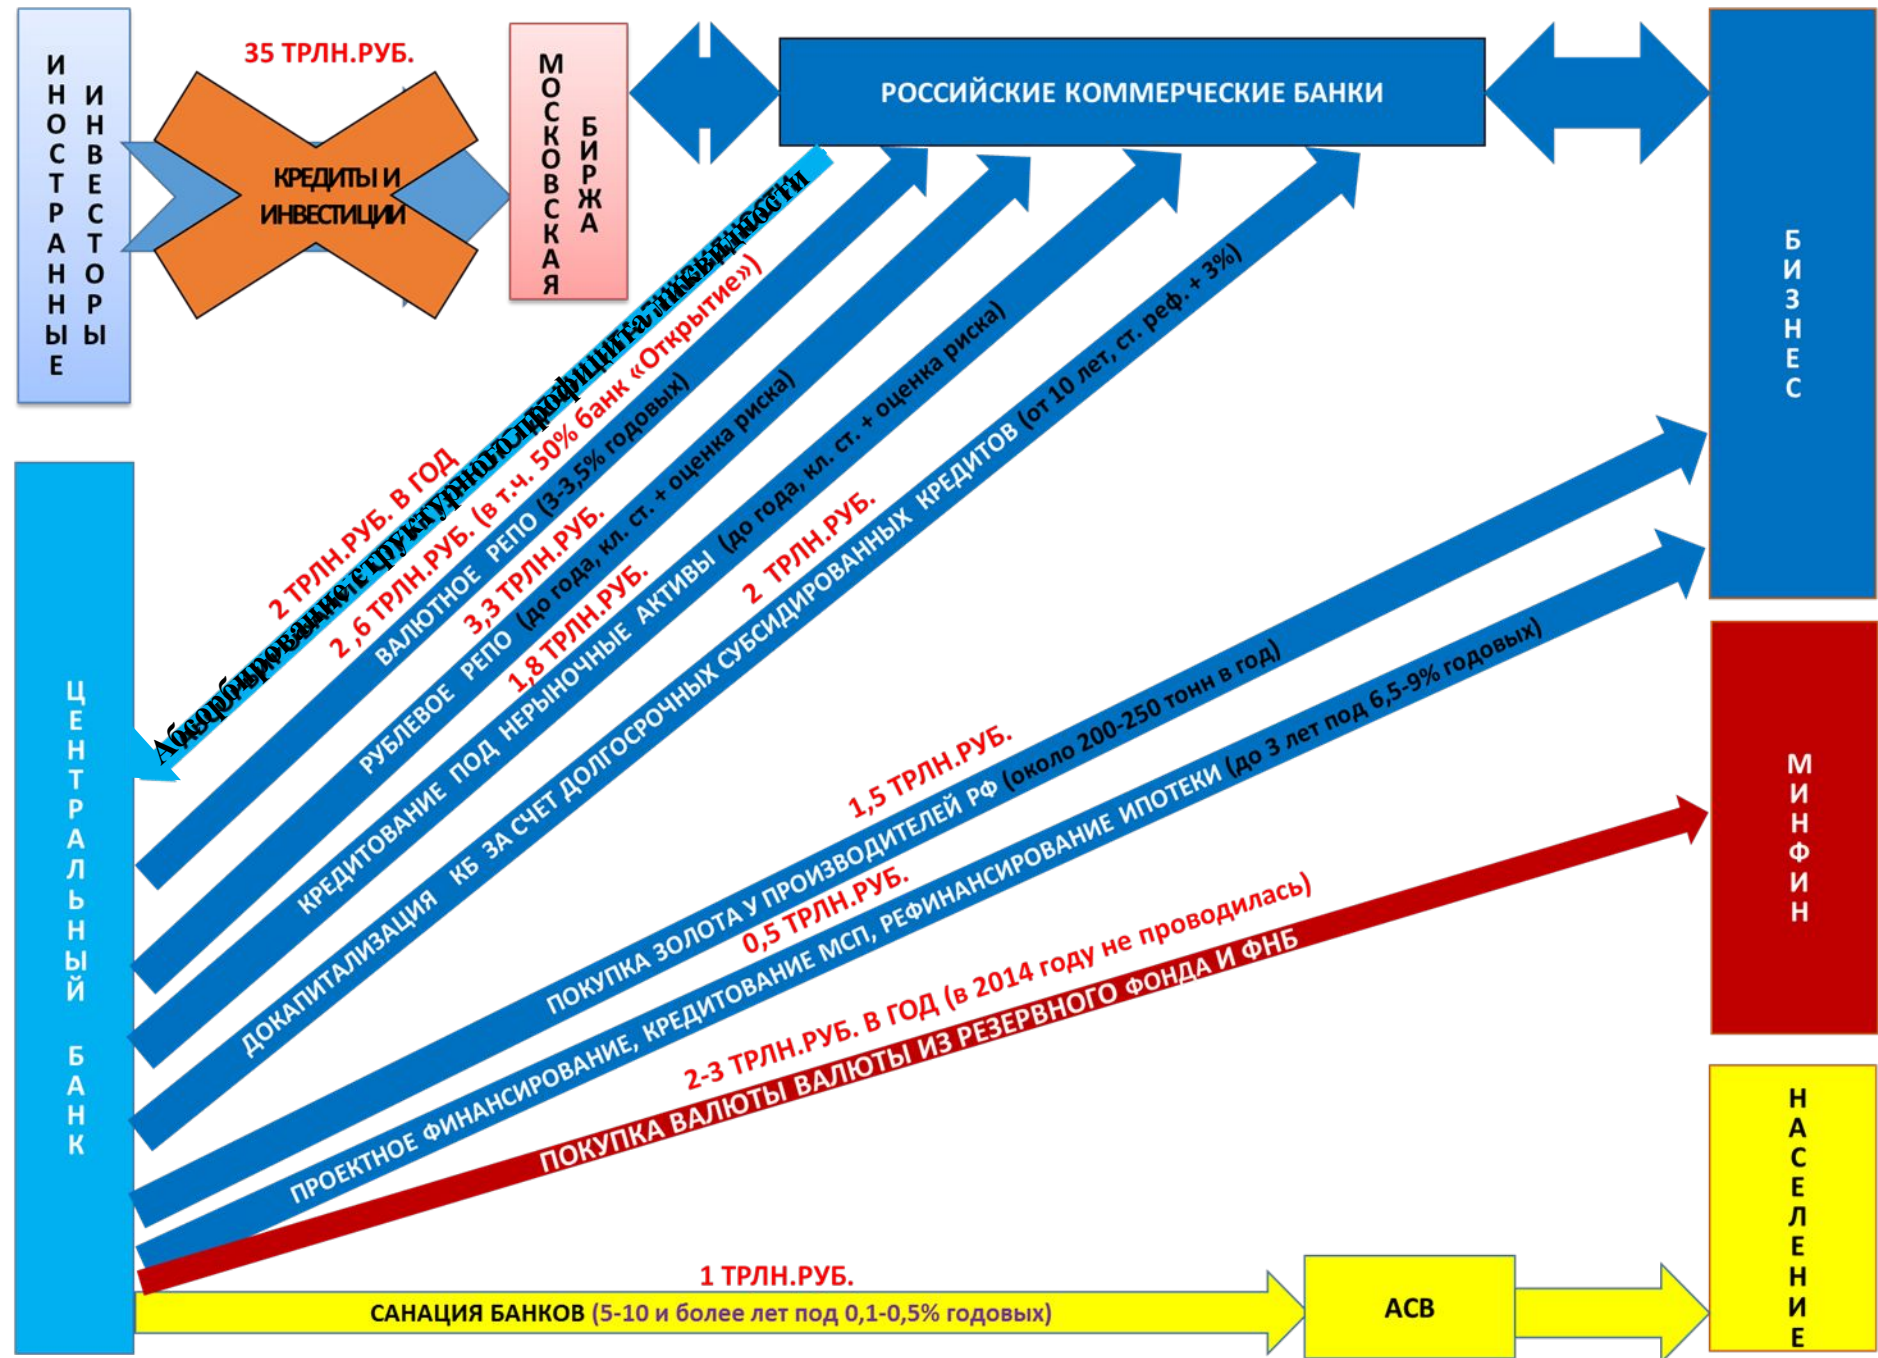 ИНОСТРАННЫЕ
ИНВЕСТОРЫ
35 ТРЛН.РУБ.
КРЕДИТЫ И
ИНВЕСТИЦИИ
МОСКОВСКАЯ
БИРЖА
РОССИЙСКИЕ КОММЕРЧЕСКИЕ БАНКИ
БИЗНЕС
ЦЕНТРАЛЬНЫЙ БАНК
2 ТРЛН.РУБ. В ГОД
Абсорбирование структурного профицита ликвидности
2 ,6 ТРЛН.РУБ. (в т.ч. 50% банк «Открытие»)
ВАЛЮТНОЕ РЕПО (3-3,5% годовых)
3,3 ТРЛН.РУБ.
РУБЛЕВОЕ РЕПО (до года, кл. ст. + оценка риска)
1,8 ТРЛН.РУБ.
КРЕДИТОВАНИЕ ПОД НЕРЫНОЧНЫЕ АКТИВЫ (до года, кл. ст. + оценка риска)
2 ТРЛН.РУБ.
ДОКАПИТАЛИЗАЦИЯ КБ ЗА СЧЕТ ДОЛГОСРОЧНЫХ СУБСИДИРОВАННЫХ КРЕДИТОВ (от 10 лет, ст. реф. + 3%)
1,5 ТРЛН.РУБ.
ПОКУПКА ЗОЛОТА У ПРОИЗВОДИТЕЛЕЙ РФ (около 200-250 тонн в год)
0,5 ТРЛН.РУБ.
ПРОЕКТНОЕ ФИНАНСИРОВАНИЕ, КРЕДИТОВАНИЕ МСП, РЕФИНАНСИРОВАНИЕ ИПОТЕКИ (до 3 лет под 6,5-9% годовых)
2-3 ТРЛН.РУБ. В ГОД (в 2014 году не проводилась)
ПОКУПКА ВАЛЮТЫ ВАЛЮТЫ ИЗ РЕЗЕРВНОГО ФОНДА И ФНБ
МИНФИН
1 ТРЛН.РУБ.
САНАЦИЯ БАНКОВ (5-10 и более лет под 0,1-0,5% годовых)
АСВ
НАСЕЛЕНИЕ